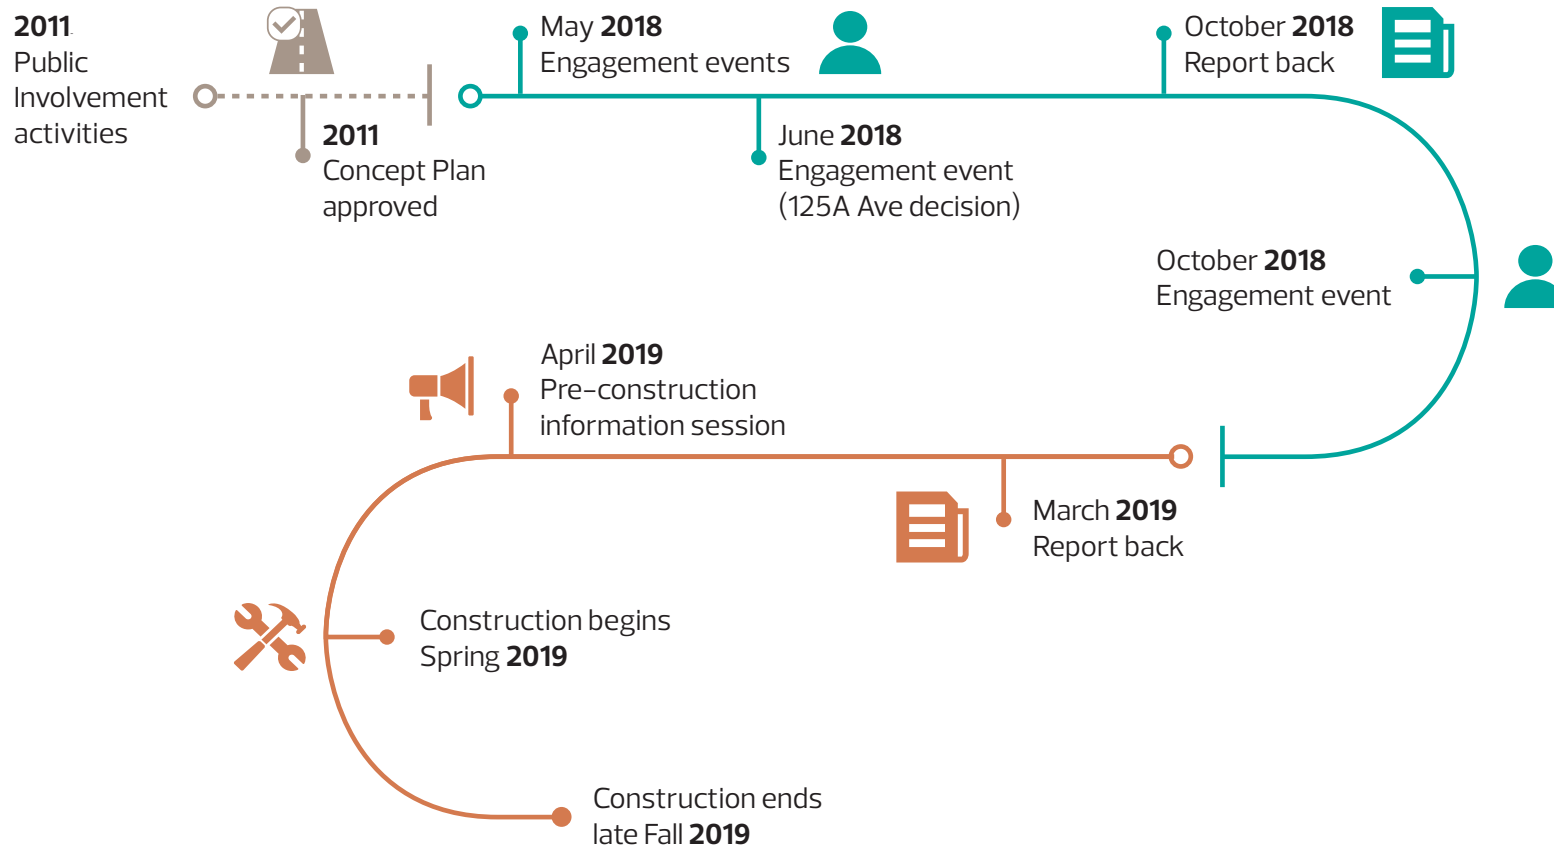 2011
Public
Involvement
activities
2011
Concept Plan
approved
May 2018
Engagement events
June 2018
Engagement event
(125A Ave decision)
October 2018
Report back
October 2018
Engagement event
March 2019
Report back
April 2019
Pre-construction
information session
Construction begins
Spring 2019
Construction ends
late Fall 2019